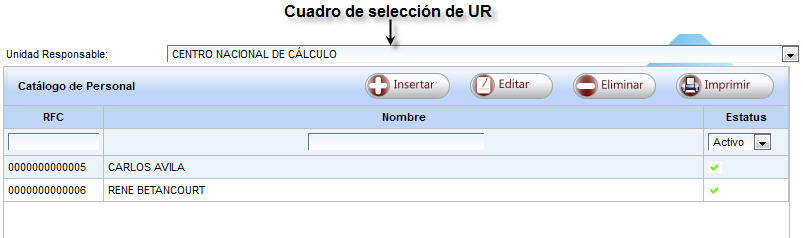 Cuadro de selección de UR
Unidad Responsable: CENTRO NACIONAL DE CÁLCULO
Catálogo de Personal Insertar Editar Eliminar Imprimir
RFC Nombre Estatus
Activo
0000000000005 CARLOS AVILA
0000000000006 RENE BETANCOURT